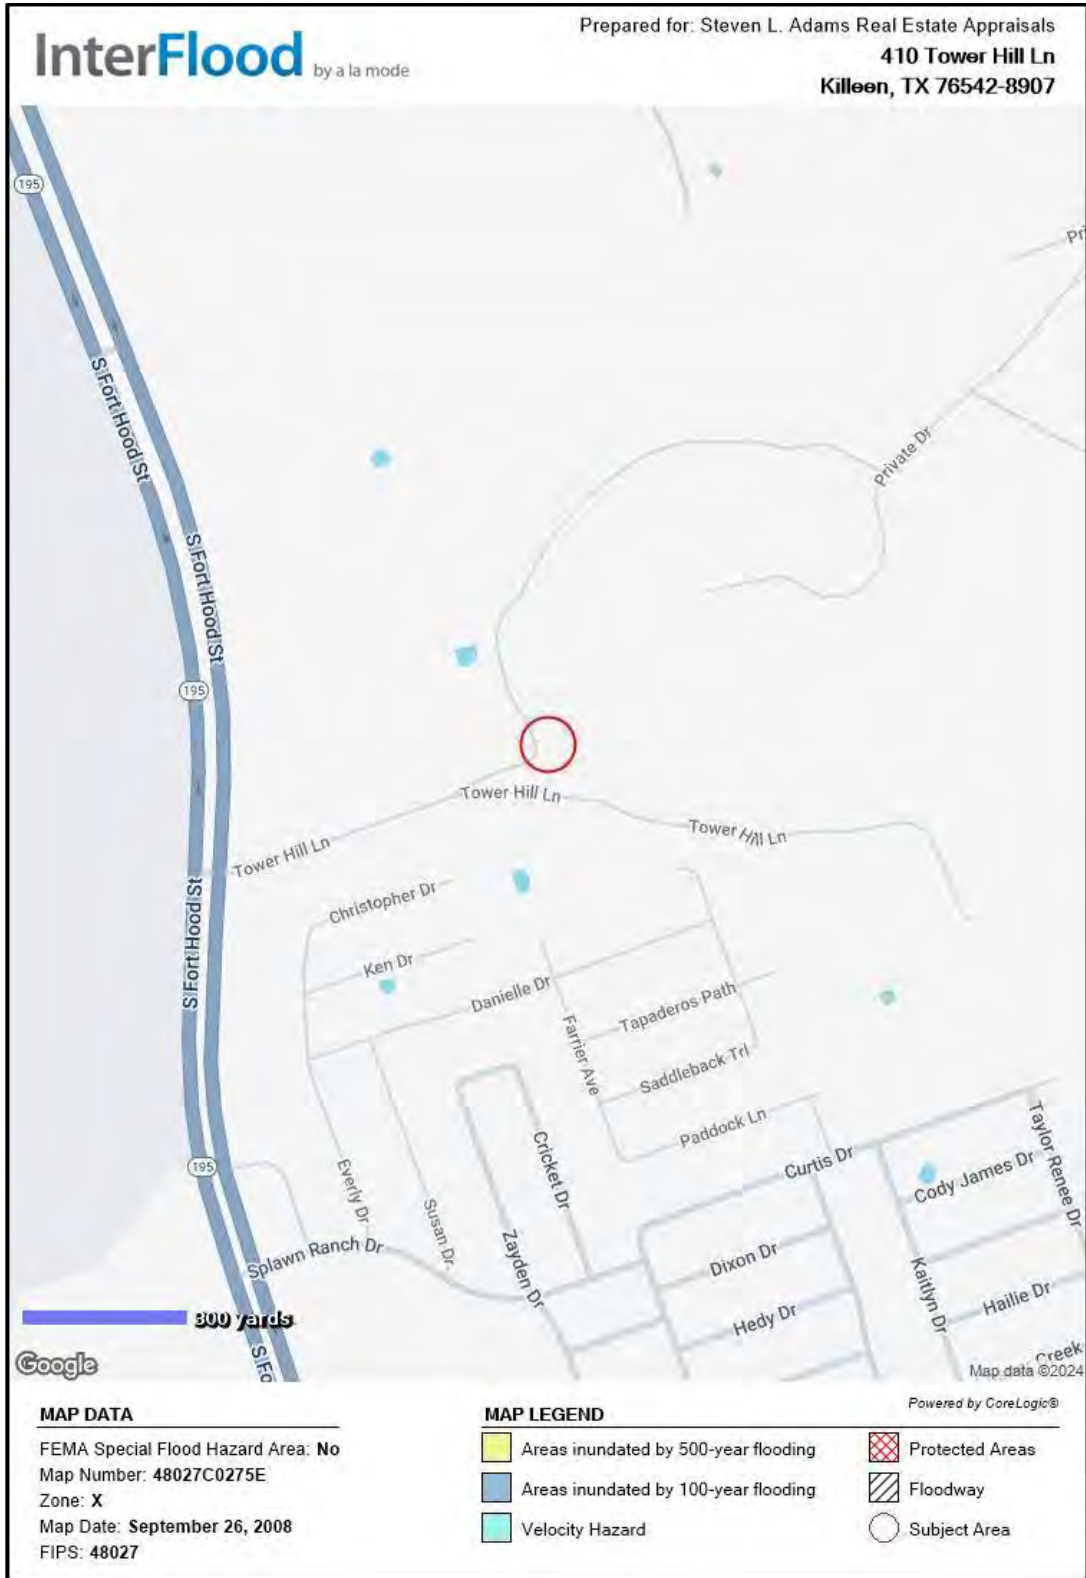 InterFlood by a la mode
Prepared for: Steven L. Adams Real Estate Appraisals
410 Tower Hill Ln
Killeen, TX 76542-8907
195
Private Dr
S Fort Hood St
S Fort Hood St
195
Tower Hill Ln
Tower Hill Ln
Tower Hill Ln
Christopher Dr
S Fort Hood St
Ken Dr
Danielle Dr
Tapaderos Path
Farrier Ave
Saddleback Trl
Paddock Ln
Taylor Renee Dr
Cricket Dr
Curtis Dr
195
Everly Dr
Cody James Dr
Susan Dr
Splawn Ranch Dr
Zayden Dr
Dixon Dr
Kaitlyn Dr
Hailie Dr
Hedy Dr
300 yards
S Fo
Creek
Google
Map data ©2024
Powered by CoreLogic®
MAP DATA
FEMA Special Flood Hazard Area: No
Map Number: 48027C0275E
Zone: X
Map Date: September 26, 2008
FIPS: 48027
MAP LEGEND
Areas inundated by 500-year flooding
Areas inundated by 100-year flooding
Velocity Hazard
Protected Areas
Floodway
Subject Area